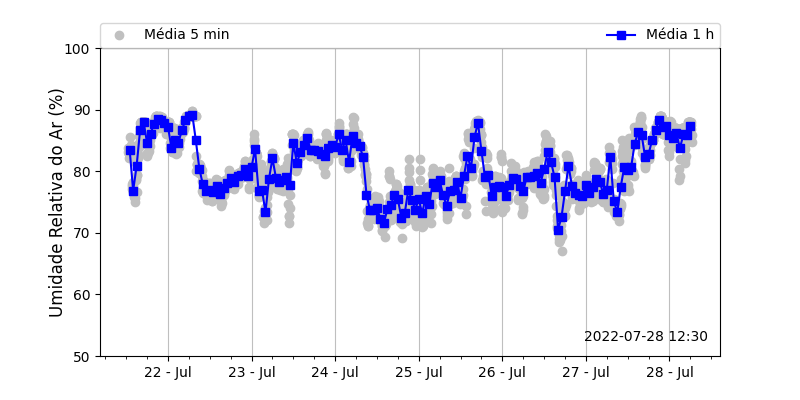 Média 5 min
Média 1 h
100
90
80
70
60
50
Umidade Relativa do Ar (%)
2022-07-28 12:30
22 - Jul
23 - Jul
24 - Jul
25 - Jul
26 - Jul
27 - Jul
28 - Jul